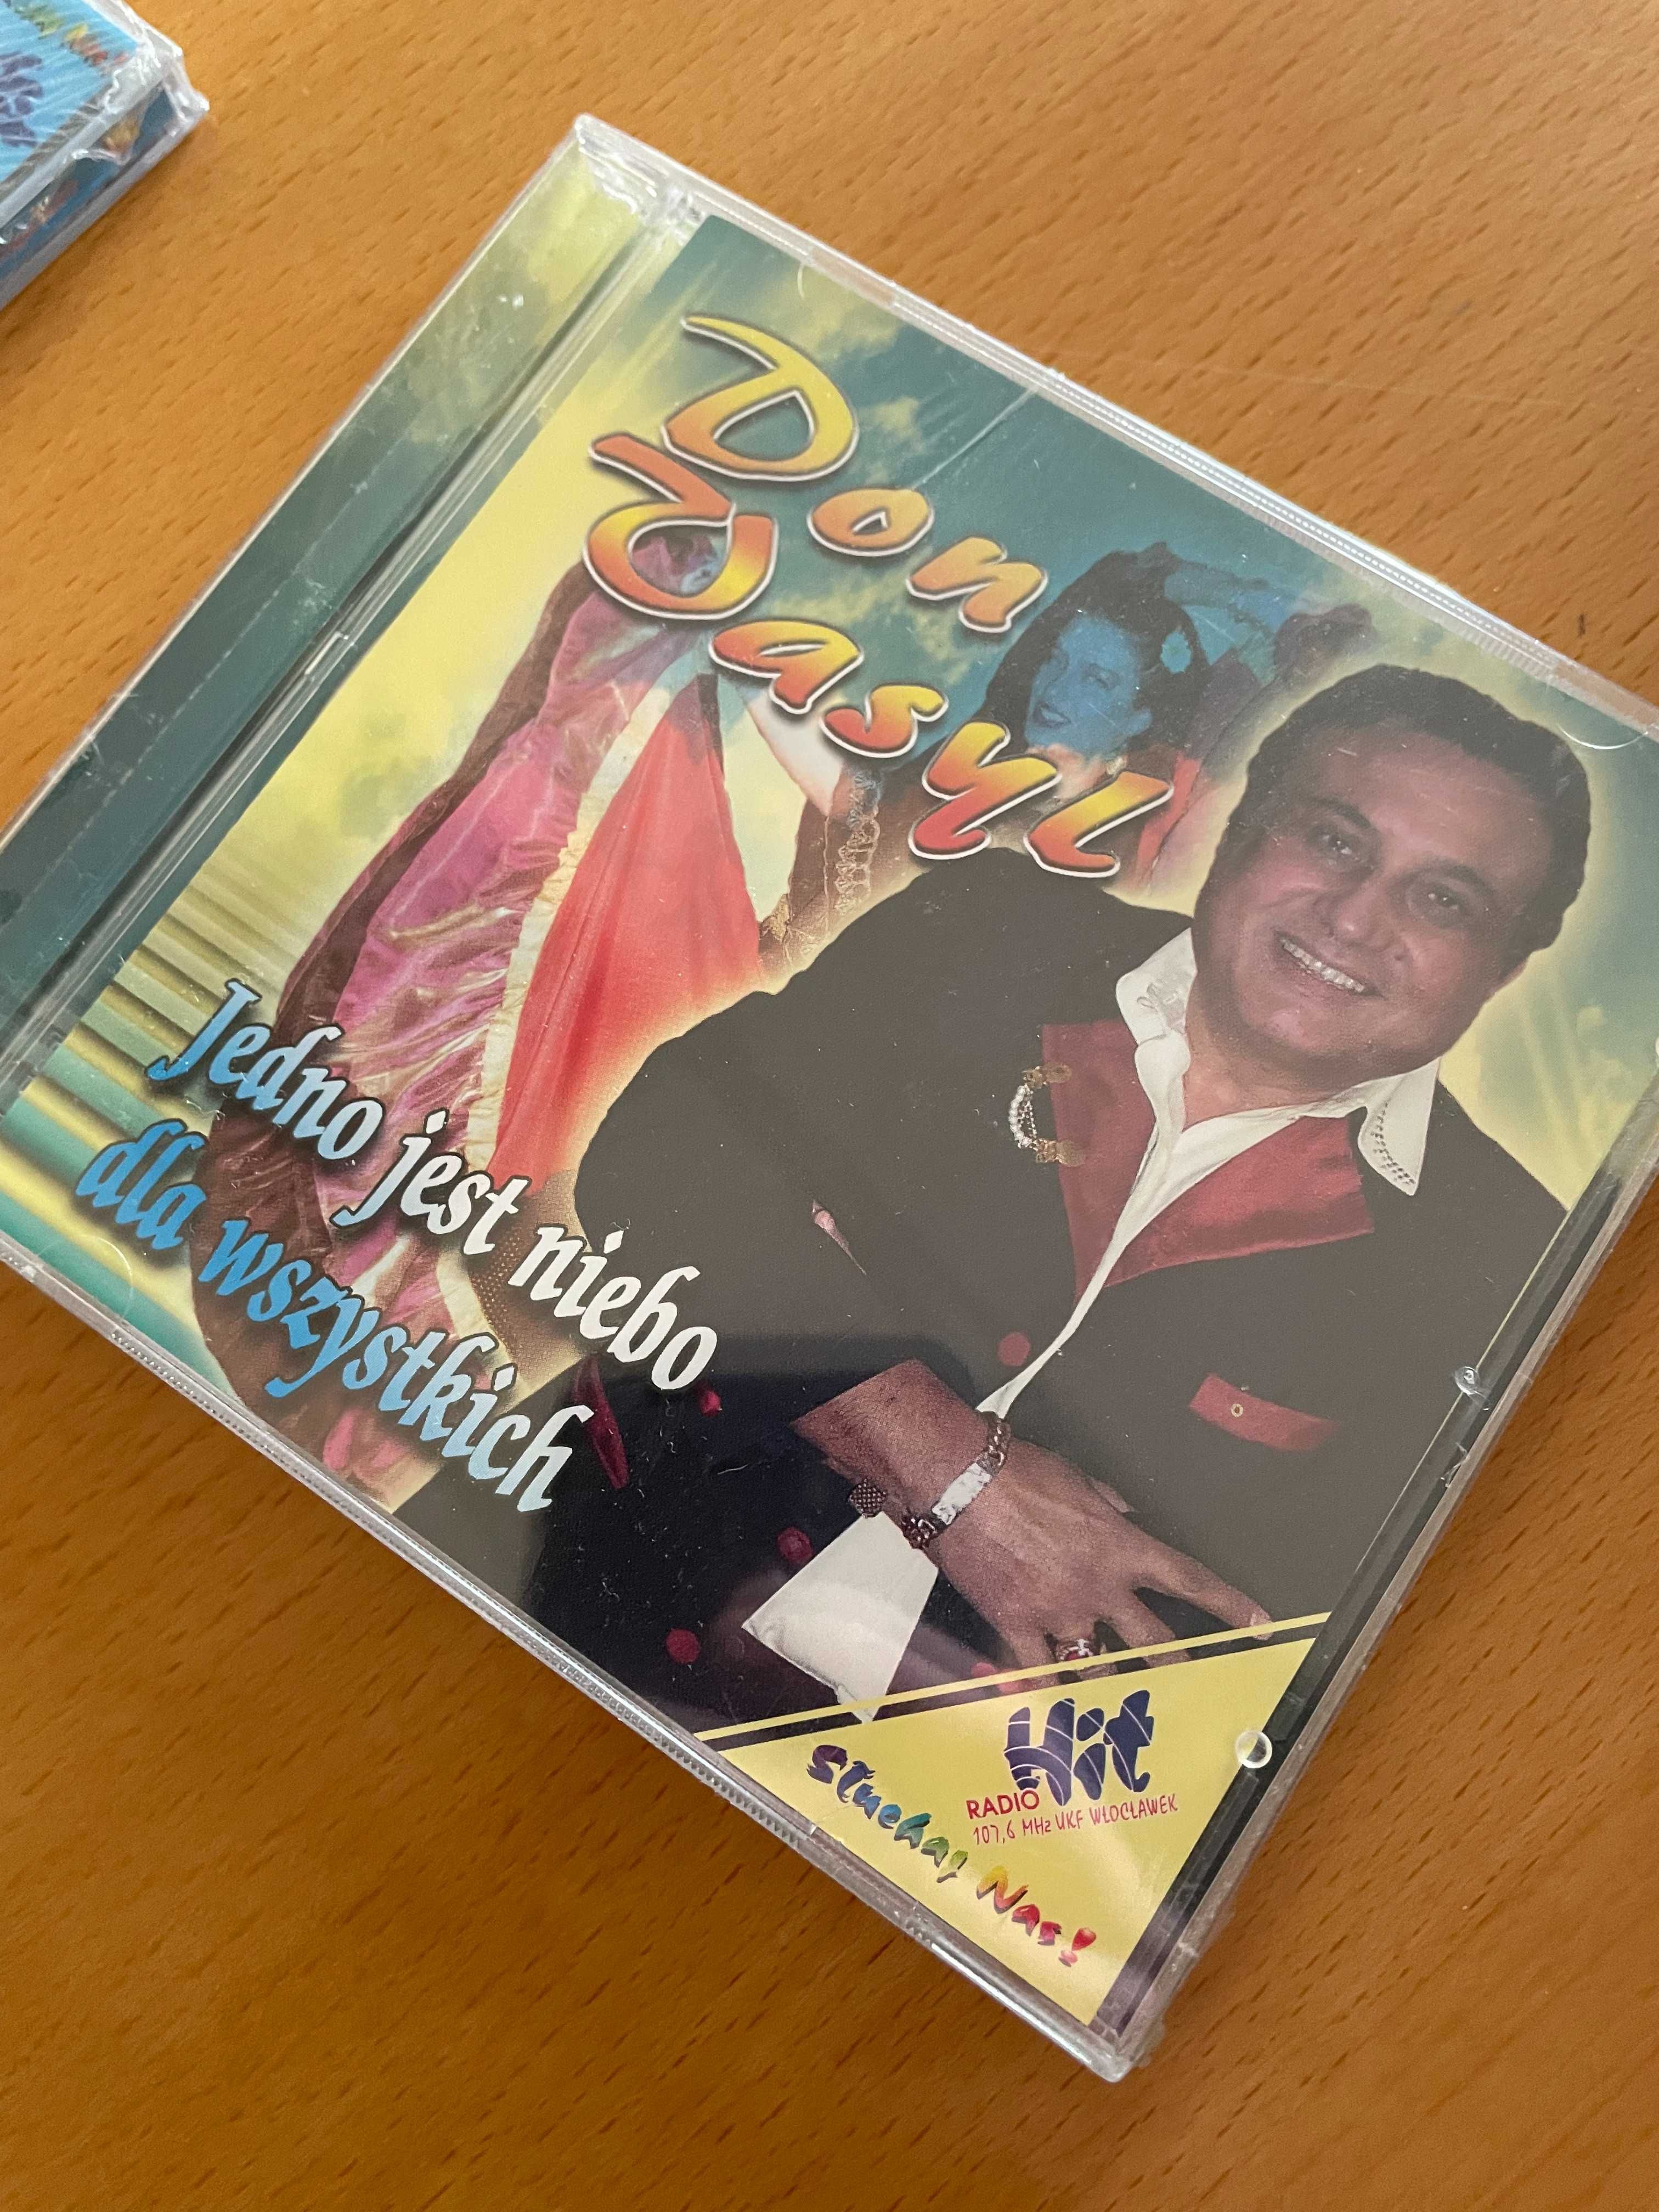 Don
Vasyl
Jedno jest niebo
dla wszystkich
Hit
RADIO
107,6 MHz UKF WŁOCŁAWEK
Słuchaj Nas!